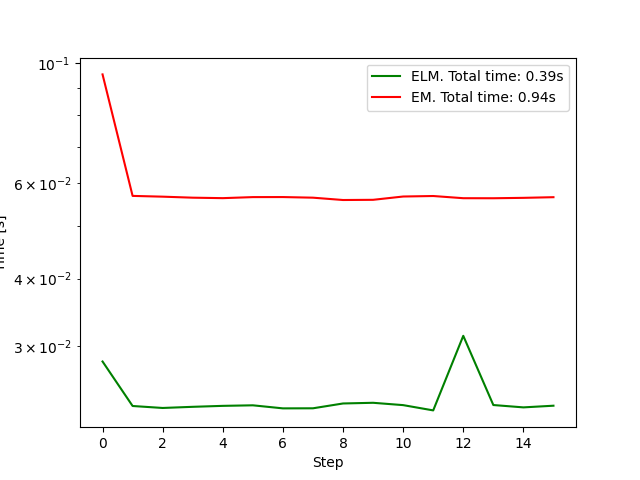 ELM. Total time: 0.39s
EM. Total time: 0.94s
10⁻¹
6 × 10⁻²
4 × 10⁻²
3 × 10⁻²
0 2 4 6 8 10 12 14
Step